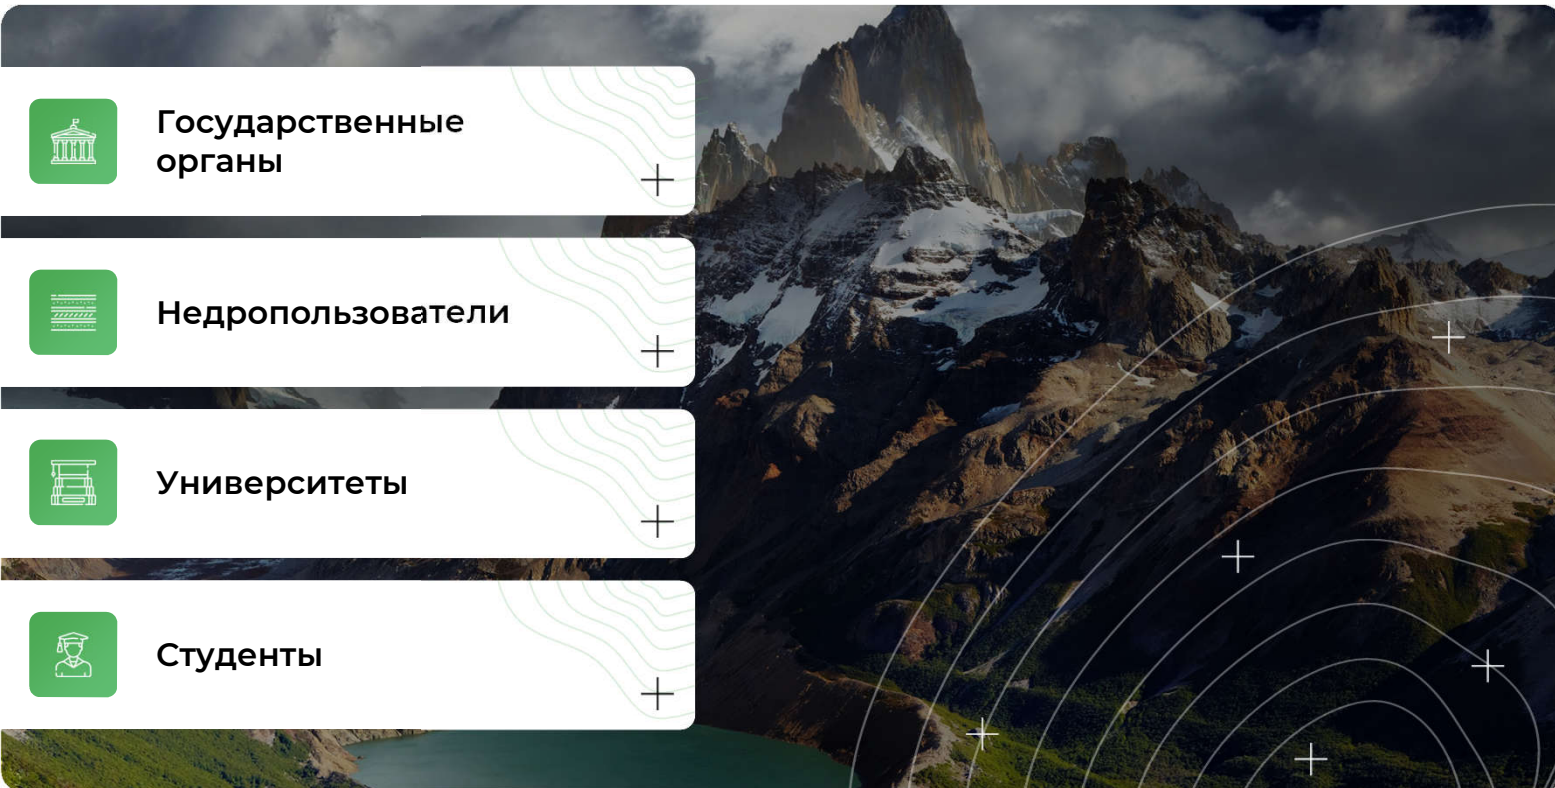 Государственные
органы
Недропользователи
Университеты
Студенты